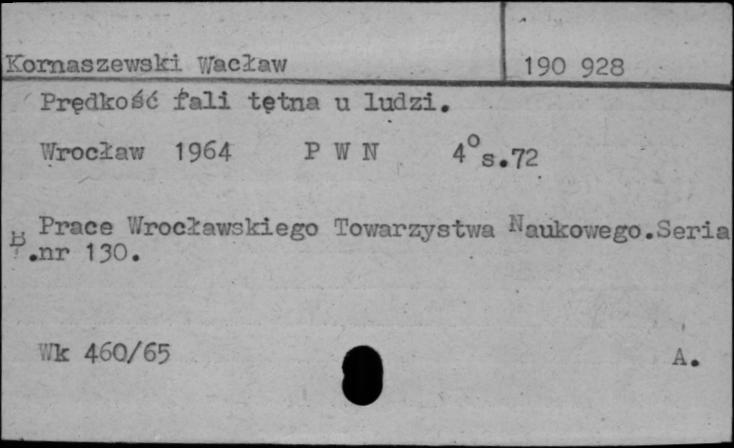 Kornaszewski Wacław 190 928
Prędkość fali tętna u ludzi.
Wrocław 1964 P W N 4° s.72
Prace Wrocławskiego Towarzystwa Naukowego.Seria
B.nr 130.
Wk 460/65 A.